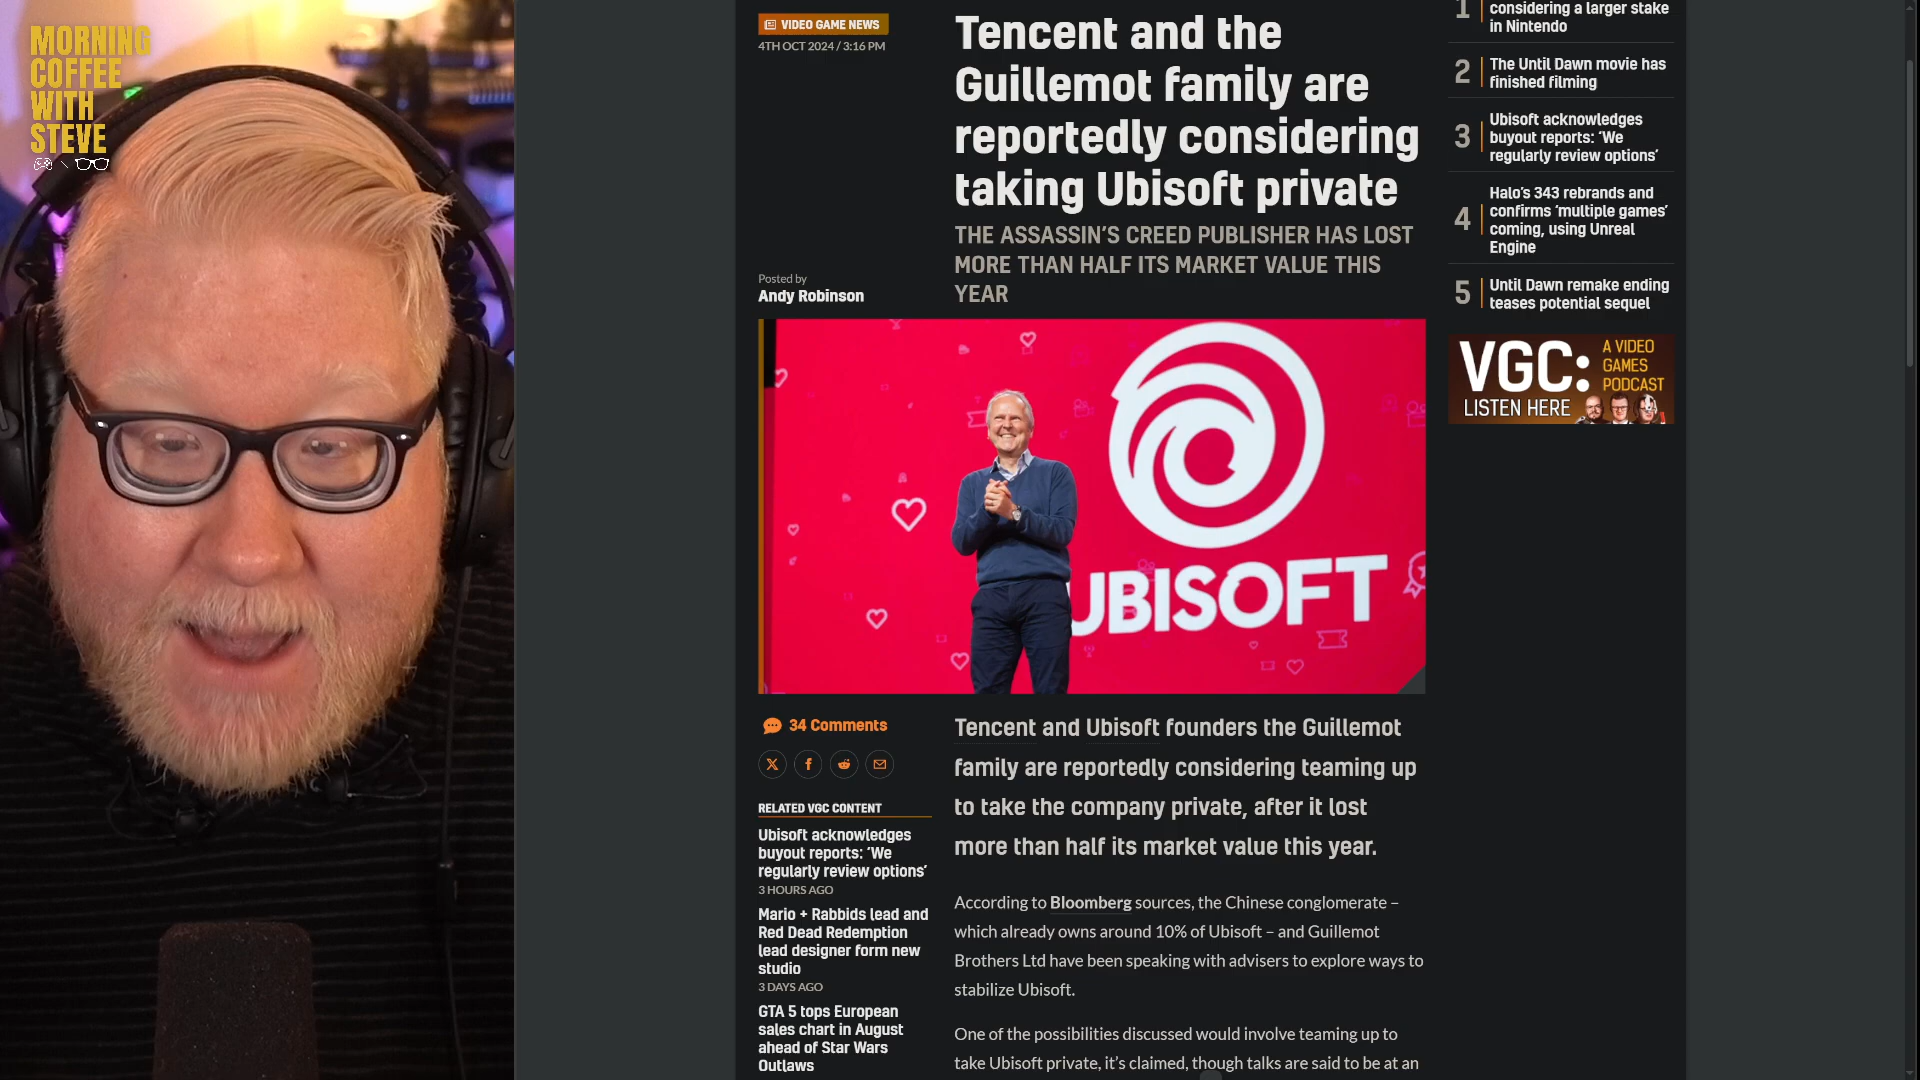 MORNING
COFFEE
WITH
STEVE
VIDEO GAME NEWS
4TH OCT 2024 / 3:16 PM
Posted by
Andy Robinson
Tencent and the
Guillemot family are
reportedly considering
taking Ubisoft private
THE ASSASSIN'S CREED PUBLISHER HAS LOST
MORE THAN HALF ITS MARKET VALUE THIS
YEAR
UBISOFT
34 Comments
RELATED VGC CONTENT
Ubisoft acknowledges
buyout reports: ‘We
regularly review options’
3 HOURS AGO
Mario + Rabbids lead and
Red Dead Redemption
lead designer form new
studio
3 DAYS AGO
GTA 5 tops European
sales chart in August
ahead of Star Wars
Outlaws
Tencent and Ubisoft founders the Guillemot
family are reportedly considering teaming up
to take the company private, after it lost
more than half its market value this year.
According to Bloomberg sources, the Chinese conglomerate –
which already owns around 10% of Ubisoft – and Guillemot
Brothers Ltd have been speaking with advisers to explore ways to
stabilize Ubisoft.
One of the possibilities discussed would involve teaming up to
take Ubisoft private, it’s claimed, though talks are said to be at an
1
considering a larger stake
in Nintendo
2
The Until Dawn movie has
finished filming
3
Ubisoft acknowledges
buyout reports: ‘We
regularly review options’
4
Halo’s 343 rebrands and
confirms ‘multiple games’
coming, using Unreal
Engine
5
Until Dawn remake ending
teases potential sequel
VGC:
A VIDEO
GAMES
PODCAST
LISTEN HERE